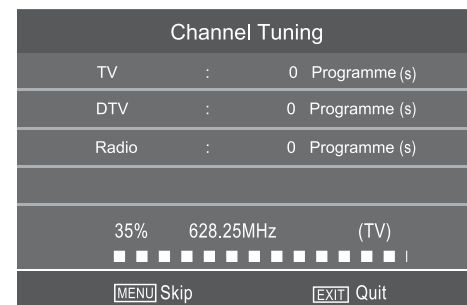 Channel Tuning
TV : 0 Programme (s)
DTV : 0 Programme (s)
Radio : 0 Programme (s)
35% 628.25MHz (TV)
MENU Skip EXIT Quit